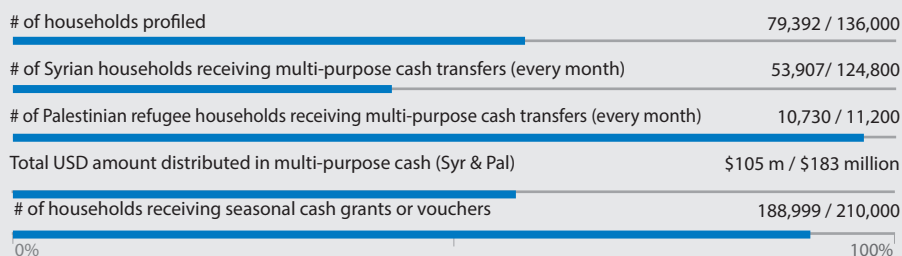 # of households profiled 79,392 / 136,000
# of Syrian households receiving multi-purpose cash transfers (every month) 53,907/ 124,800
# of Palestinian refugee households receiving multi-purpose cash transfers (every month) 10,730 / 11,200
Total USD amount distributed in multi-purpose cash (Syr & Pal) $105 m / $183 million
# of households receiving seasonal cash grants or vouchers 188,999 / 210,000
0% 100%